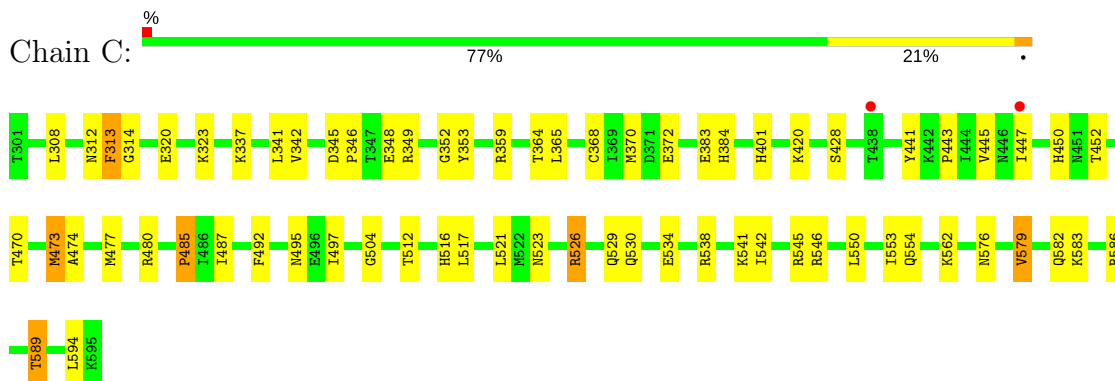 %
Chain C:
77% 21% .
T301 L308 N312 F313 G314 E320 K323 K337 L341 V342 D345 P346 T347 E348 R349 G352 Y353 R359 T364 L365 C368 I369 M370 D371 E372 E383 H384 H401 K420 S428 T438 Y441 K442 P443 I444 V445 N446 I447 H450 N451 T452
T470 M473 A474 M477 R480 P485 I486 I487 F492 N495 E496 I497 G504 T512 H516 L517 L521 M522 N523 R526 Q529 Q530 E534 R538 K541 I542 R545 R546 L550 I553 Q554 K562 N576 V579 Q582 K583
T589 L594 K595